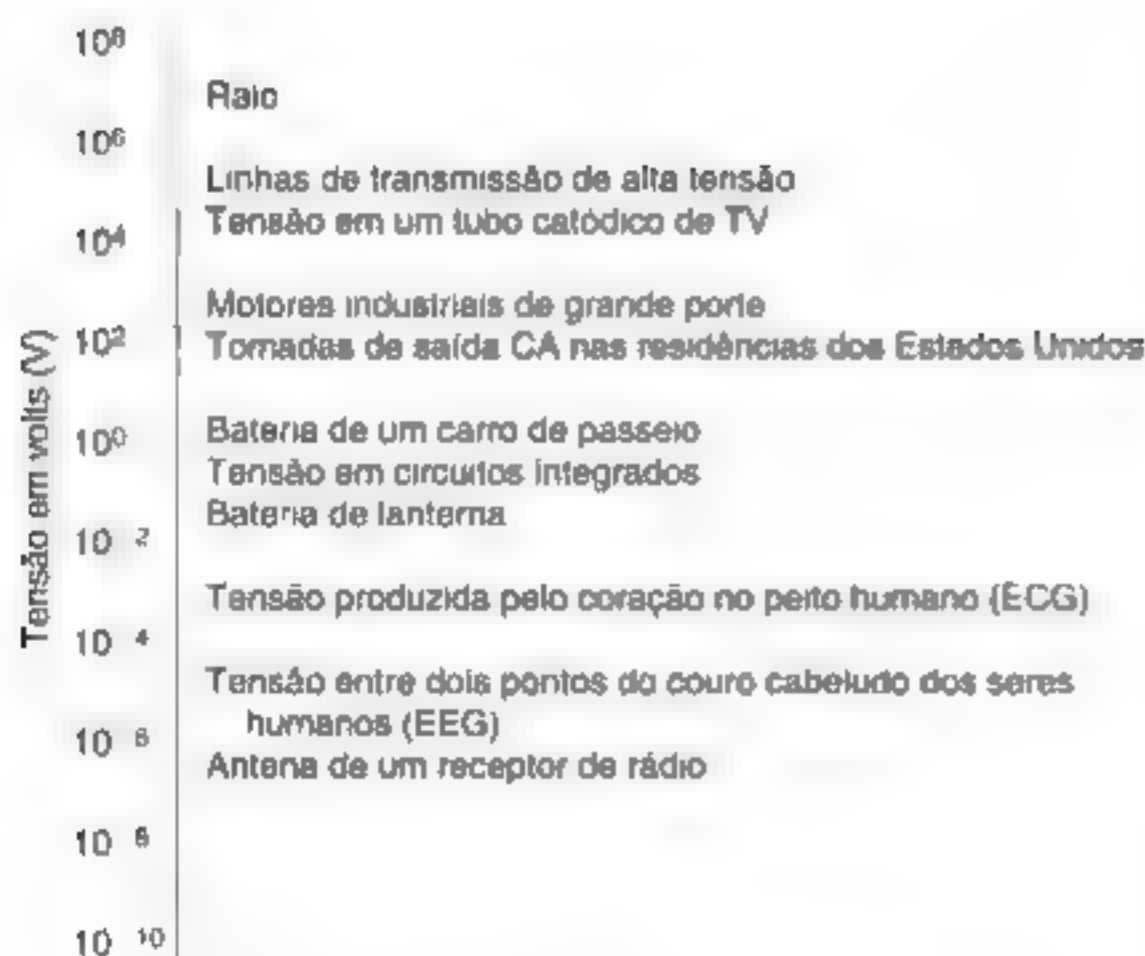 10⁸
Raio
10⁶
Linhas de transmissão de alta tensão
Tensão em um tubo catódico de TV
10⁴
Motores industriais de grande porte
10²
Tomadas de saída CA nas residências dos Estados Unidos
Tensão em volts (V)
10⁰
Bateria de um carro de passeio
Tensão em circuitos integrados
Bateria de lanterna
10⁻²
Tensão produzida pelo coração no peito humano (ECG)
10⁻⁴
Tensão entre dois pontos do couro cabeludo dos seres
humanos (EEG)
10⁻⁶
Antena de um receptor de rádio
10⁻⁸
10⁻¹⁰